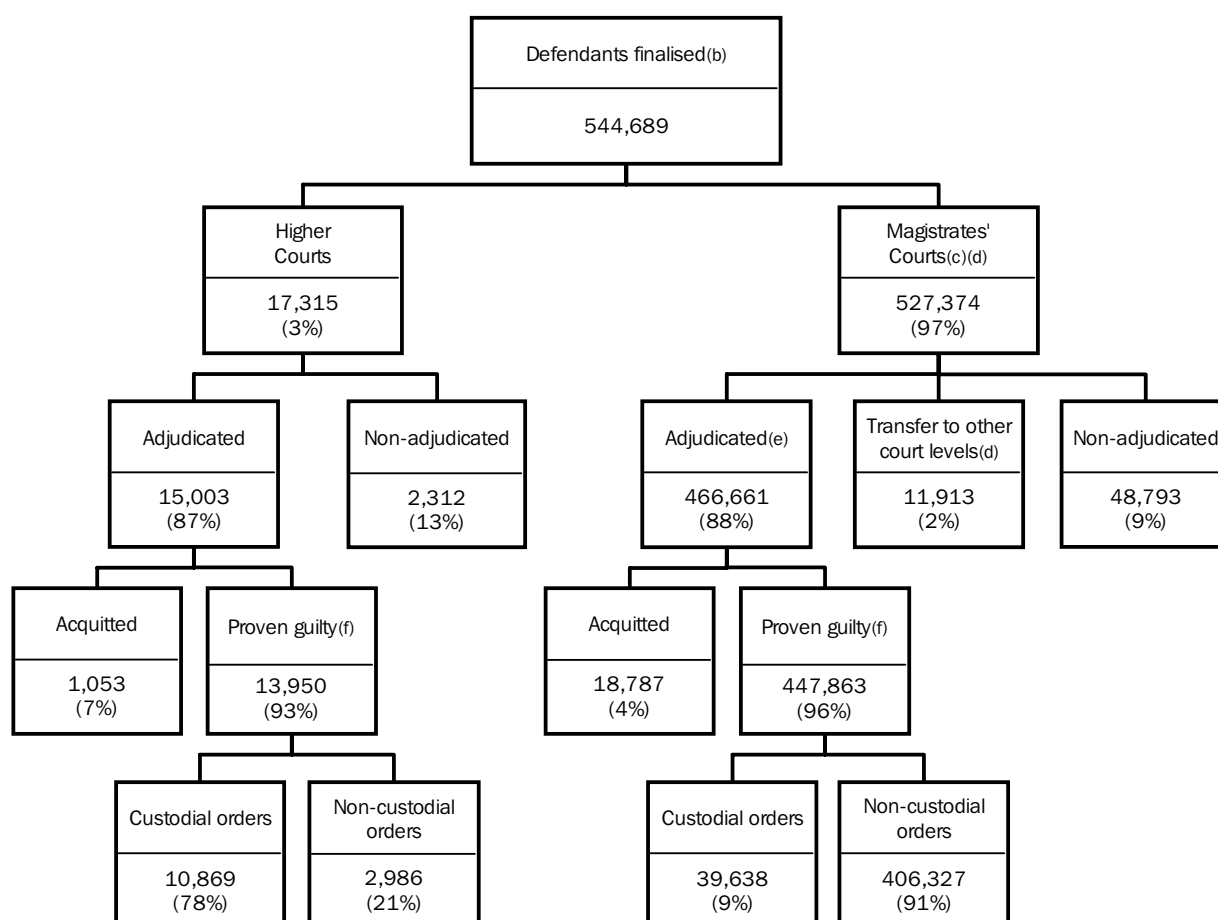 Defendants finalised(b)
544,689
Higher
Courts
17,315
(3%)
Magistrates'
Courts(c)(d)
527,374
(97%)
Adjudicated
15,003
(87%)
Non-adjudicated
2,312
(13%)
Adjudicated(e)
466,661
(88%)
Transfer to other
court levels(d)
11,913
(2%)
Non-adjudicated
48,793
(9%)
Acquitted
1,053
(7%)
Proven guilty(f)
13,950
(93%)
Acquitted
18,787
(4%)
Proven guilty(f)
447,863
(96%)
Custodial orders
10,869
(78%)
Non-custodial
orders
2,986
(21%)
Custodial orders
39,638
(9%)
Non-custodial
orders
406,327
(91%)